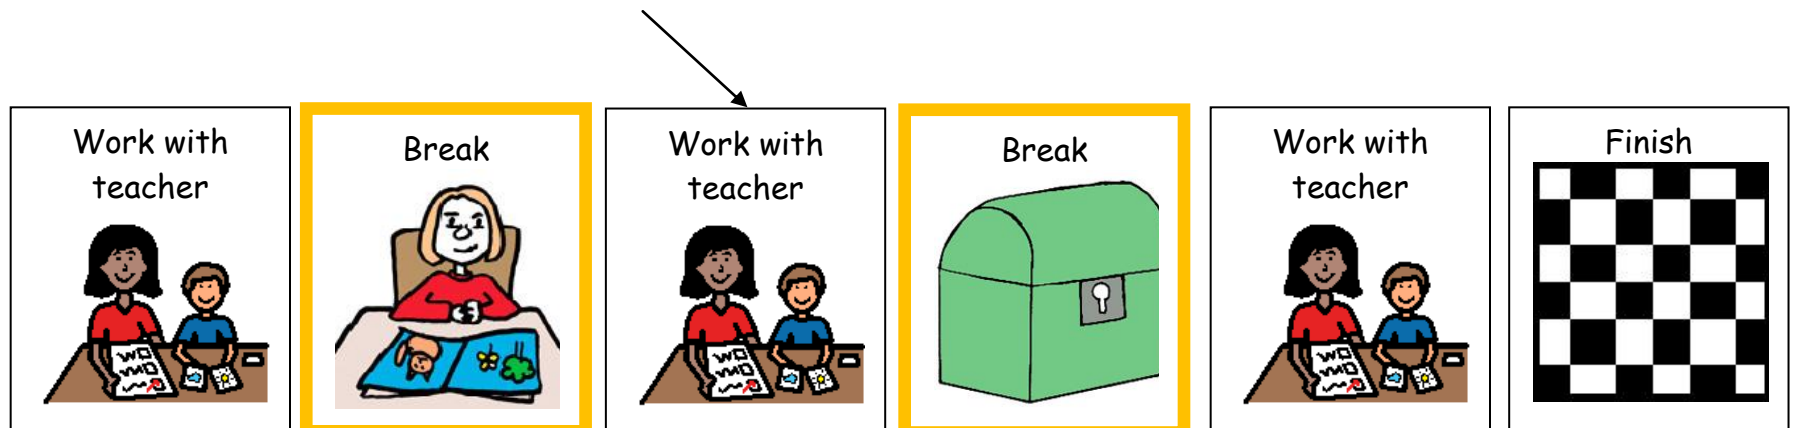 Work with
teacher
Break
Work with
teacher
Break
Work with
teacher
Finish